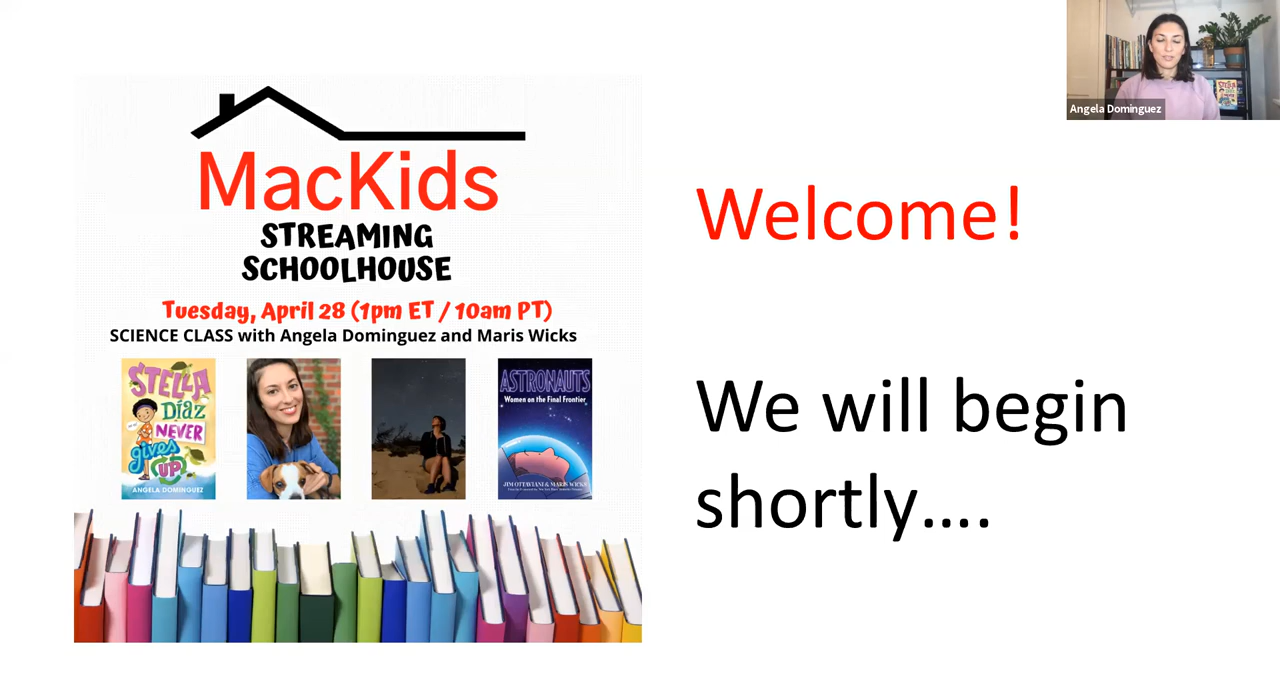 MacKids
STREAMING
SCHOOLHOUSE
Tuesday, April 28 (1pm ET / 10am PT)
SCIENCE CLASS with Angela Dominguez and Maris Wicks
STELLA
Díaz
NEVER
gives
UP
ANGELA DOMINGUEZ
ASTRONAUTS
Women on the Final Frontier
JIM OTTAVIANI & MARIS WICKS
Welcome!
We will begin
shortly....
Angela Dominguez